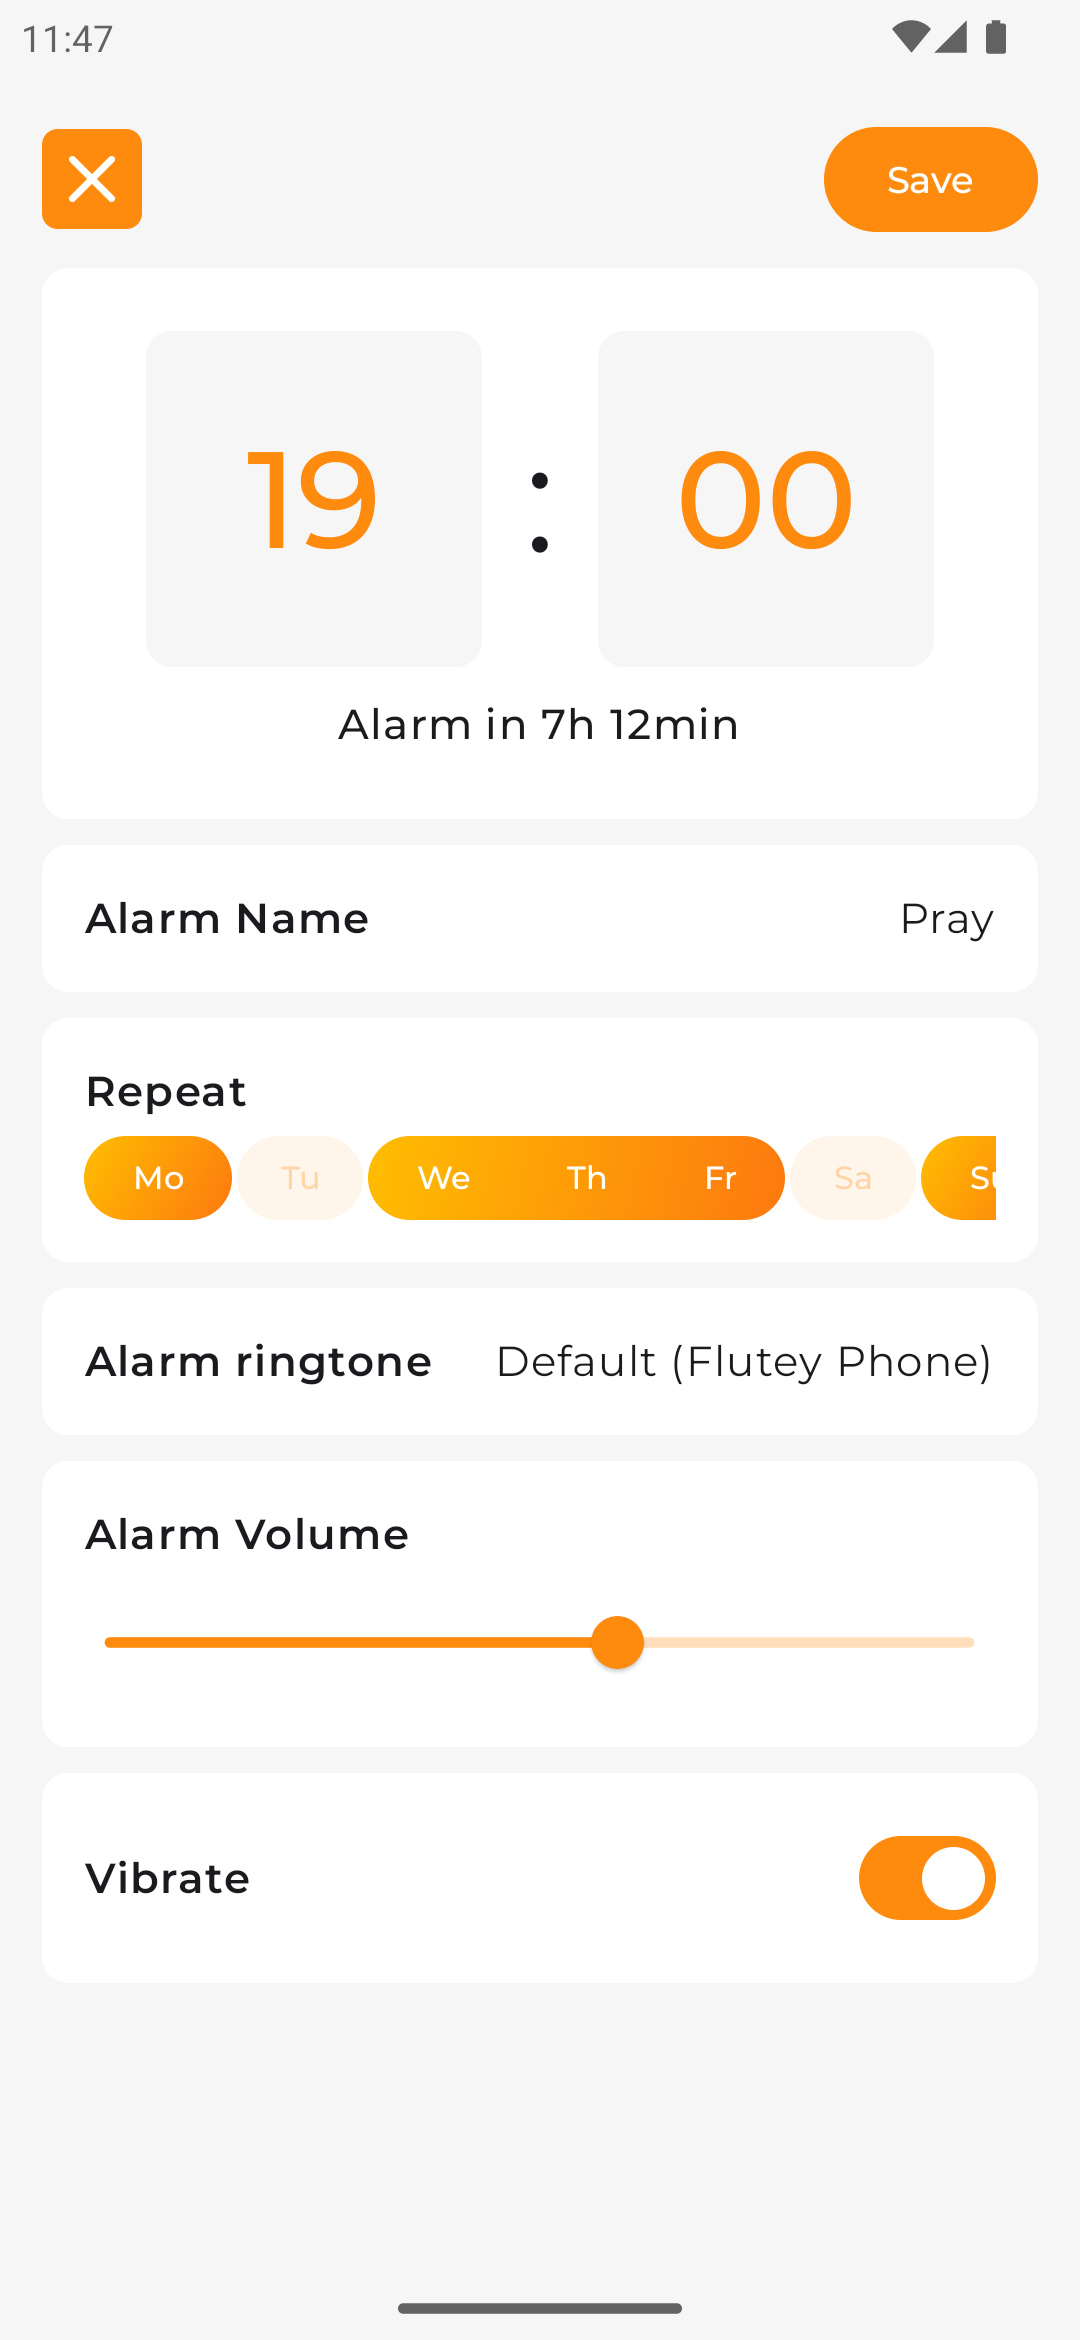 11:47
Save
19 : 00
Alarm in 7h 12min
Alarm Name Pray
Repeat
Mo Tu We Th Fr Sa
Alarm ringtone Default (Flutey Phone)
Alarm Volume
Vibrate